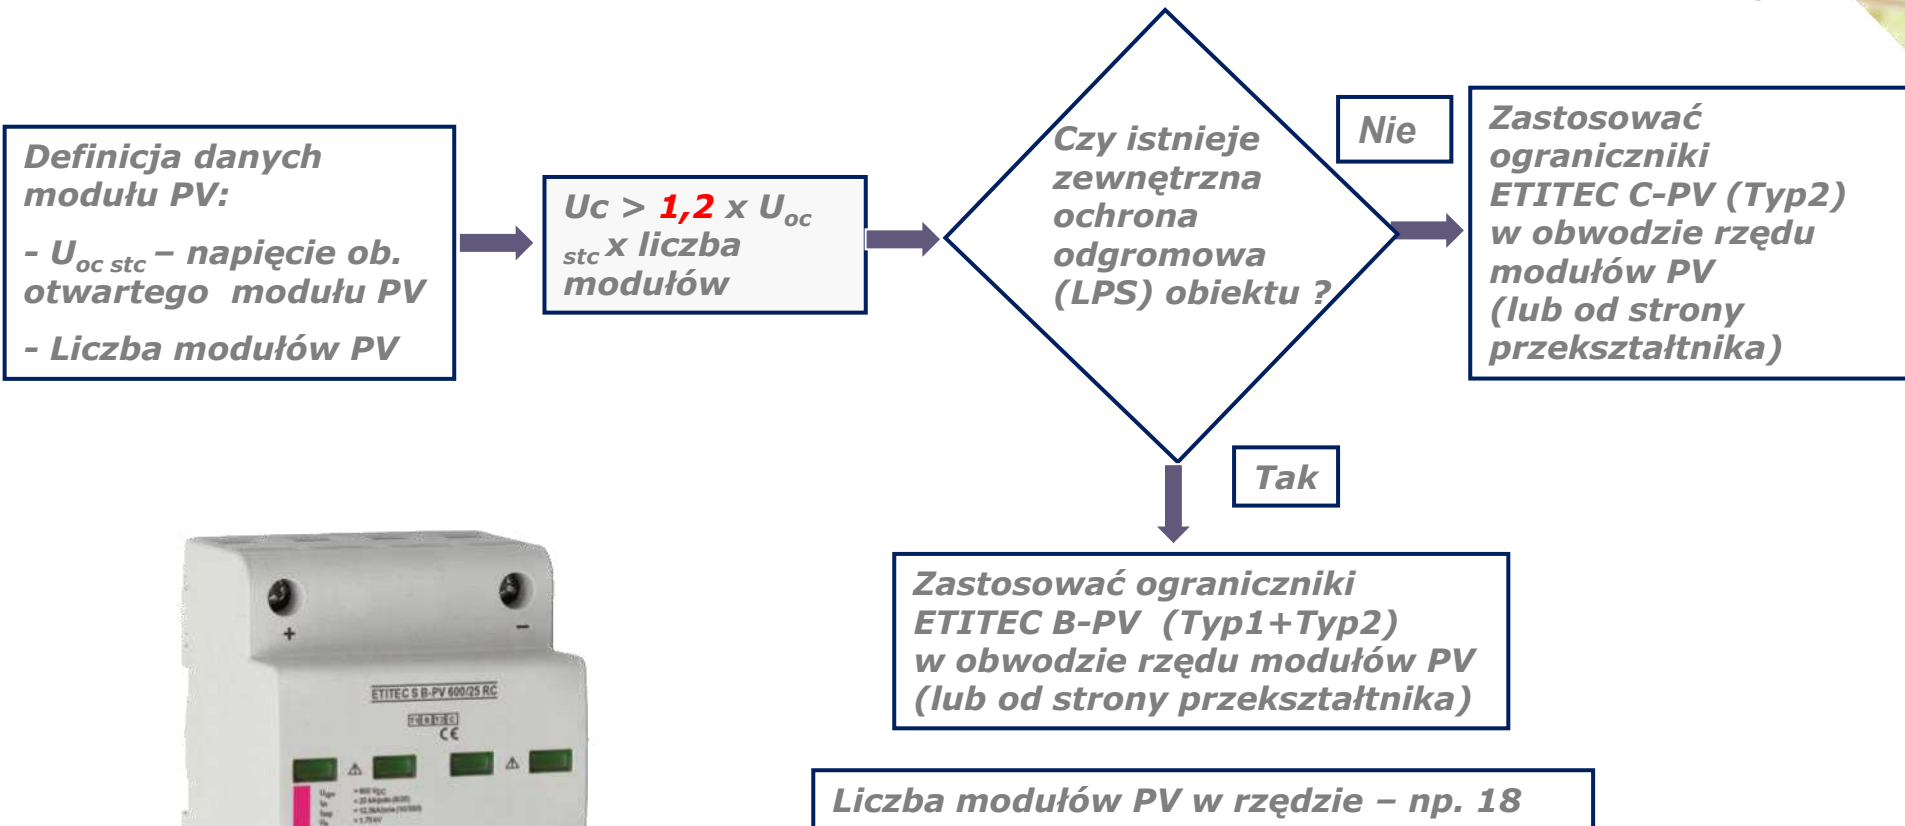 Definicja danych
modułu PV:
- Uoc stc – napięcie ob.
otwartego modułu PV
- Liczba modułów PV
Uc > 1,2 x Uoc
stc x liczba
modułów
Czy istnieje
zewnętrzna
ochrona
odgromowa
(LPS) obiektu ?
Nie
Zastosować
ograniczniki
ETITEC C-PV (Typ2)
w obwodzie rzędu
modułów PV
(lub od strony
przekształtnika)
Tak
Zastosować ograniczniki
ETITEC B-PV (Typ1+Typ2)
w obwodzie rzędu modułów PV
(lub od strony przekształtnika)
+
–
ETITEC S B-PV 600/25 RC
CE
Liczba modułów PV w rzędzie – np. 18